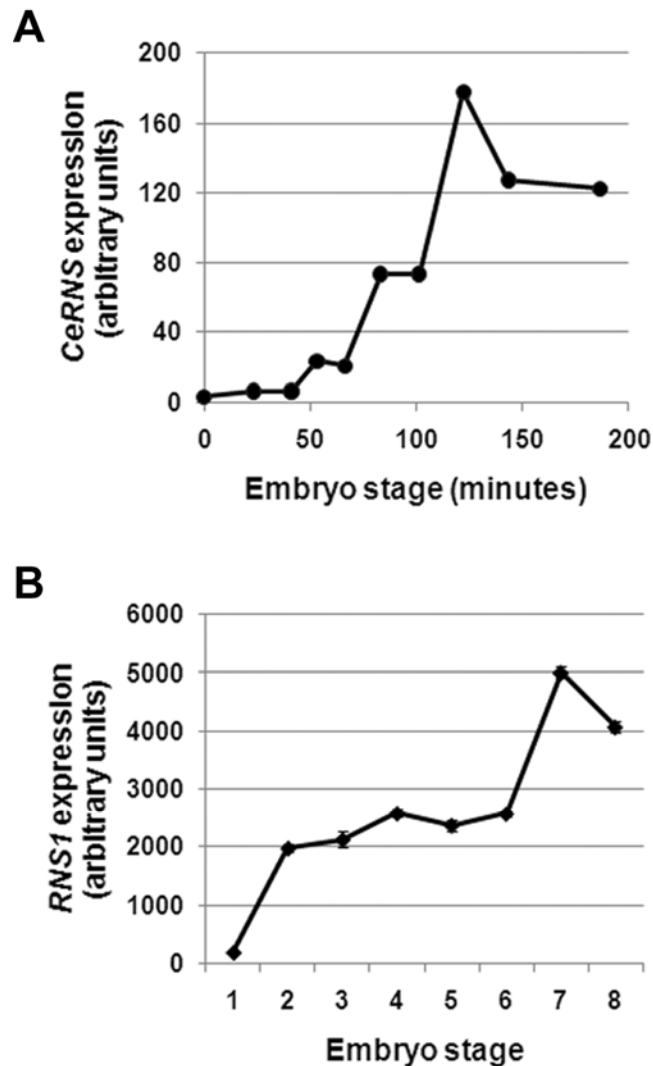 A
CeRNS expression
(arbitrary units)
200
160
120
80
40
0
0 50 100 150 200
Embryo stage (minutes)
B
RNS1 expression
(arbitrary units)
6000
5000
4000
3000
2000
1000
0
1 2 3 4 5 6 7 8
Embryo stage